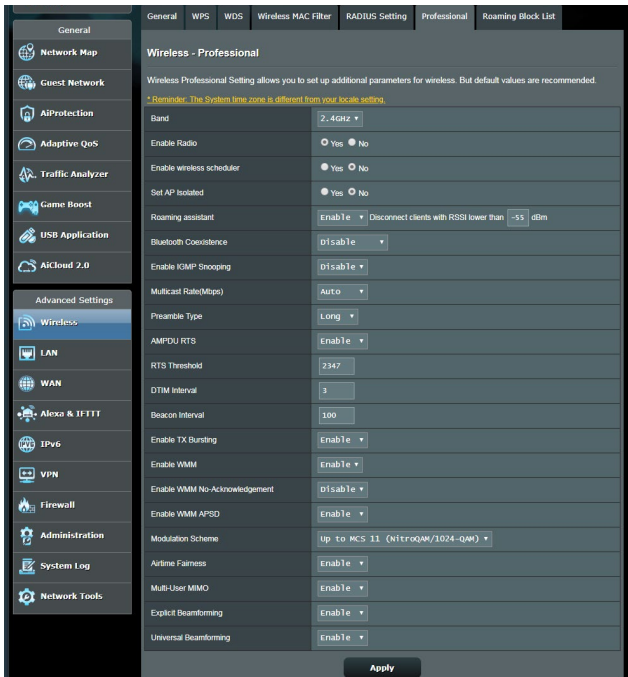 General WPS WDS Wireless MAC Filter RADIUS Setting Professional Roaming Block List
General
Network Map
Guest Network
AiProtection
Adaptive QoS
Traffic Analyzer
Game Boost
USB Application
AiCloud 2.0
Advanced Settings
Wireless
LAN
WAN
Alexa & IFTTT
IPv6
VPN
Firewall
Administration
System Log
Network Tools
Wireless - Professional
Wireless Professional Setting allows you to set up additional parameters for wireless. But default values are recommended.
* Reminder: The System time zone is different from your locale setting.
Band 2.4GHz
Enable Radio Yes No
Enable wireless scheduler Yes No
Set AP Isolated Yes No
Roaming assistant Enable Disconnect clients with RSSI lower than -55 dBm
Bluetooth Coexistence Disable
Enable IGMP Snooping Disable
Multicast Rate(Mbps) Auto
Preamble Type Long
AMPDU RTS Enable
RTS Threshold 2347
DTIM Interval 3
Beacon Interval 100
Enable TX Bursting Enable
Enable WMM Enable
Enable WMM No-Acknowledgement Disable
Enable WMM APSD Enable
Modulation Scheme Up to MCS 11 (NitroQAM/1024-QAM)
Airtime Fairness Enable
Multi-User MIMO Enable
Explicit Beamforming Enable
Universal Beamforming Enable
Apply